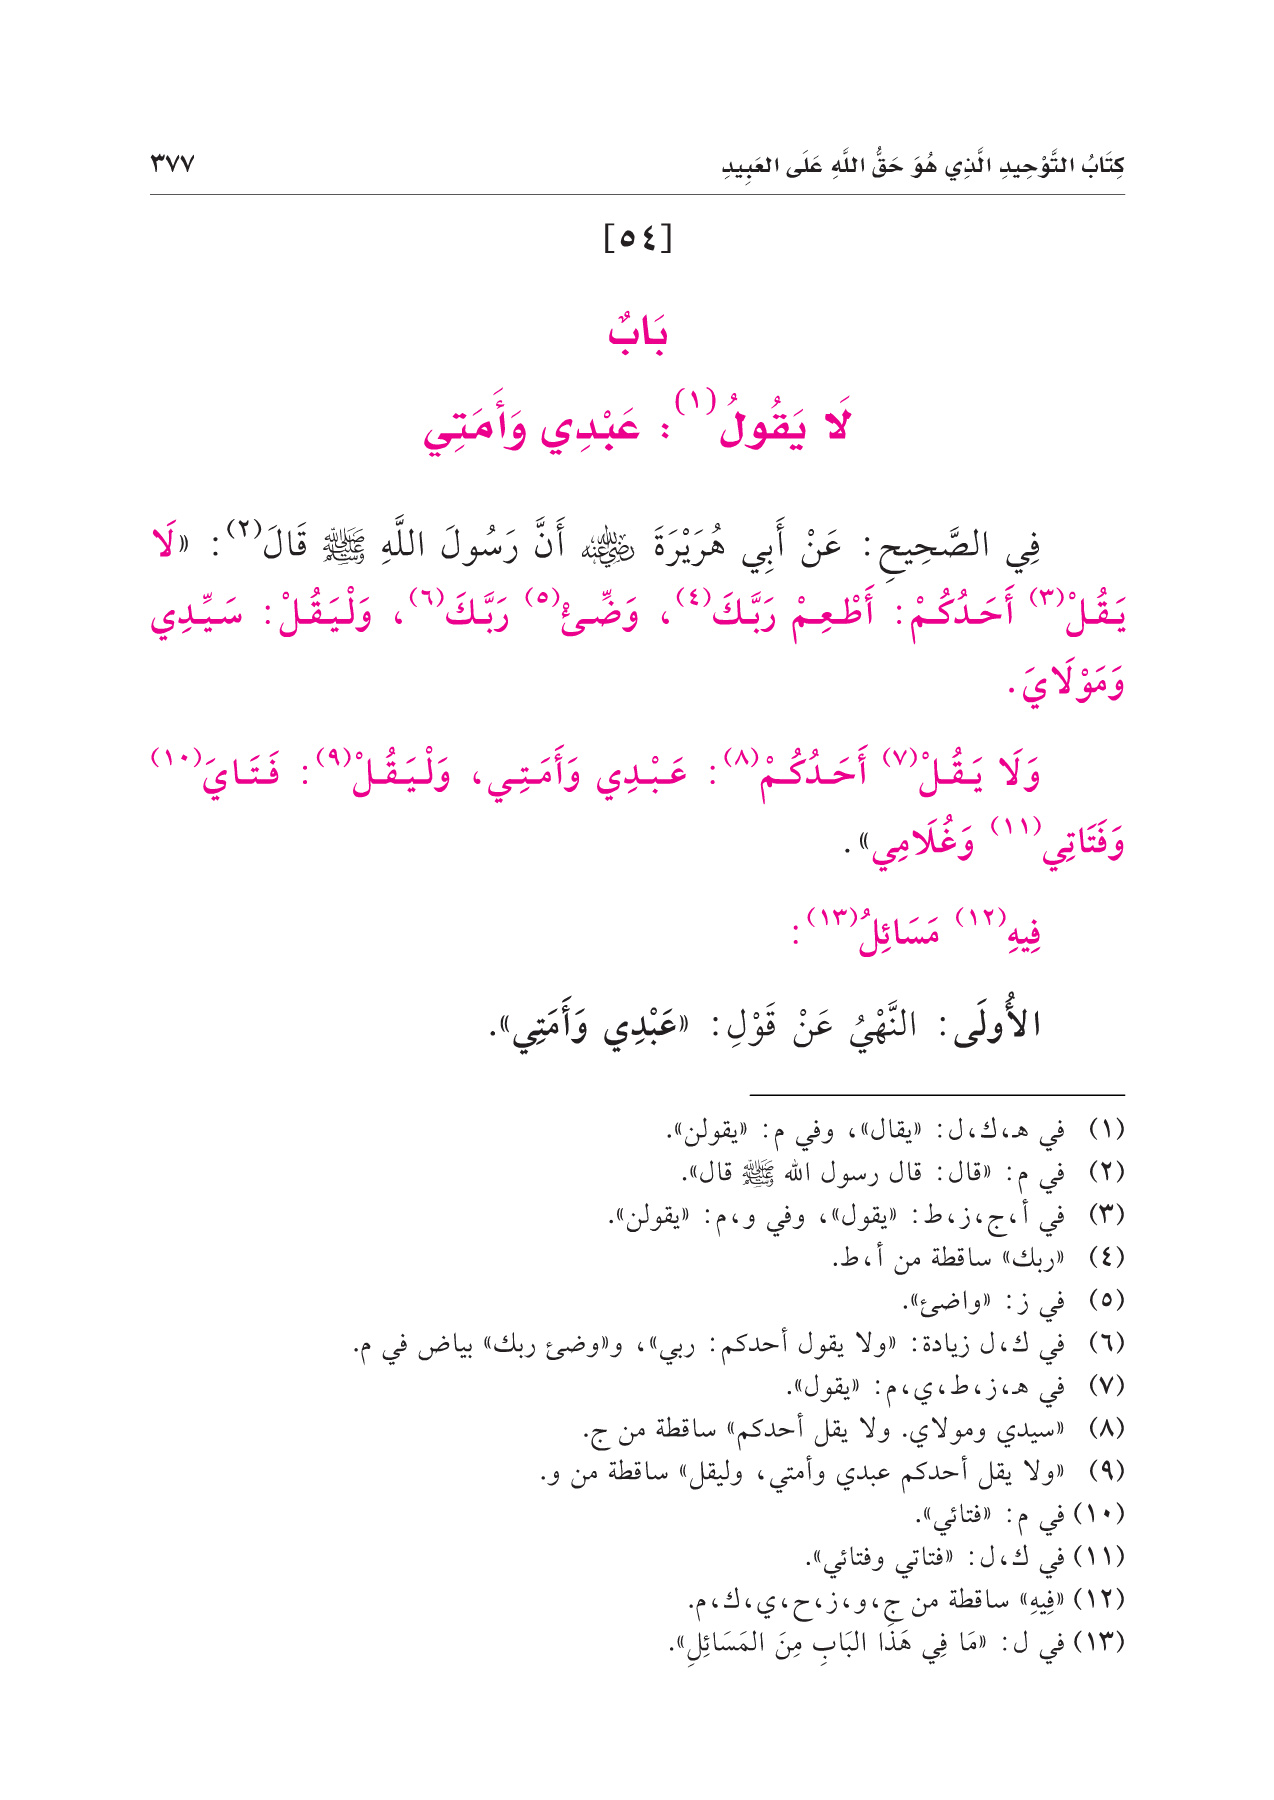 كِتَابُ التَّوْحِيدِ الَّذِي هُوَ حَقُّ اللَّهِ عَلَى العَبِيدِ ٣٧٧
[٥٤]
بَابٌ
لَا يَقُولُ(١): عَبْدِي وَأَمَتِي
فِي الصَّحِيحِ: عَنْ أَبِي هُرَيْرَةَ رضي الله عنه أَنَّ رَسُولَ اللَّهِ ﷺ قَالَ(٢): «لَا
يَقُلْ(٣) أَحَدُكُمْ: أَطْعِمْ رَبَّكَ(٤)، وَضِّئْ(٥) رَبَّكَ(٦)، وَلْيَقُلْ: سَيِّدِي
وَمَوْلَايَ.
وَلَا يَقُلْ(٧) أَحَدُكُمْ(٨): عَبْدِي وَأَمَتِي، وَلْيَقُلْ(٩): فَتَايَ(١٠)
وَفَتَاتِي(١١) وَغُلَامِي».
فِيهِ(١٢) مَسَائِلُ(١٣):
الأُولَى: النَّهْيُ عَنْ قَوْلِ: «عَبْدِي وَأَمَتِي».
(١) في هـ،ك،ل: «يقال»، وفي م: «يقولن».
(٢) في م: «قال: قال رسول الله ﷺ قال».
(٣) في أ،ج،ز،ط: «يقول»، وفي و،م: «يقولن».
(٤) «ربك» ساقطة من أ،ط.
(٥) في ز: «واضئ».
(٦) في ك،ل زيادة: «ولا يقول أحدكم: ربي»، و«وضئ ربك» بياض في م.
(٧) في هـ،ز،ط،ي،م: «يقول».
(٨) «سيدي ومولاي. ولا يقل أحدكم» ساقطة من ج.
(٩) «ولا يقل أحدكم عبدي وأمتي، وليقل» ساقطة من و.
(١٠) في م: «فتائي».
(١١) في ك،ل: «فتاتي وفتائي».
(١٢) «فِيهِ» ساقطة من ج،و،ز،ح،ي،ك،م.
(١٣) في ل: «مَا فِي هَذَا البَابِ مِنَ المَسَائِلِ».